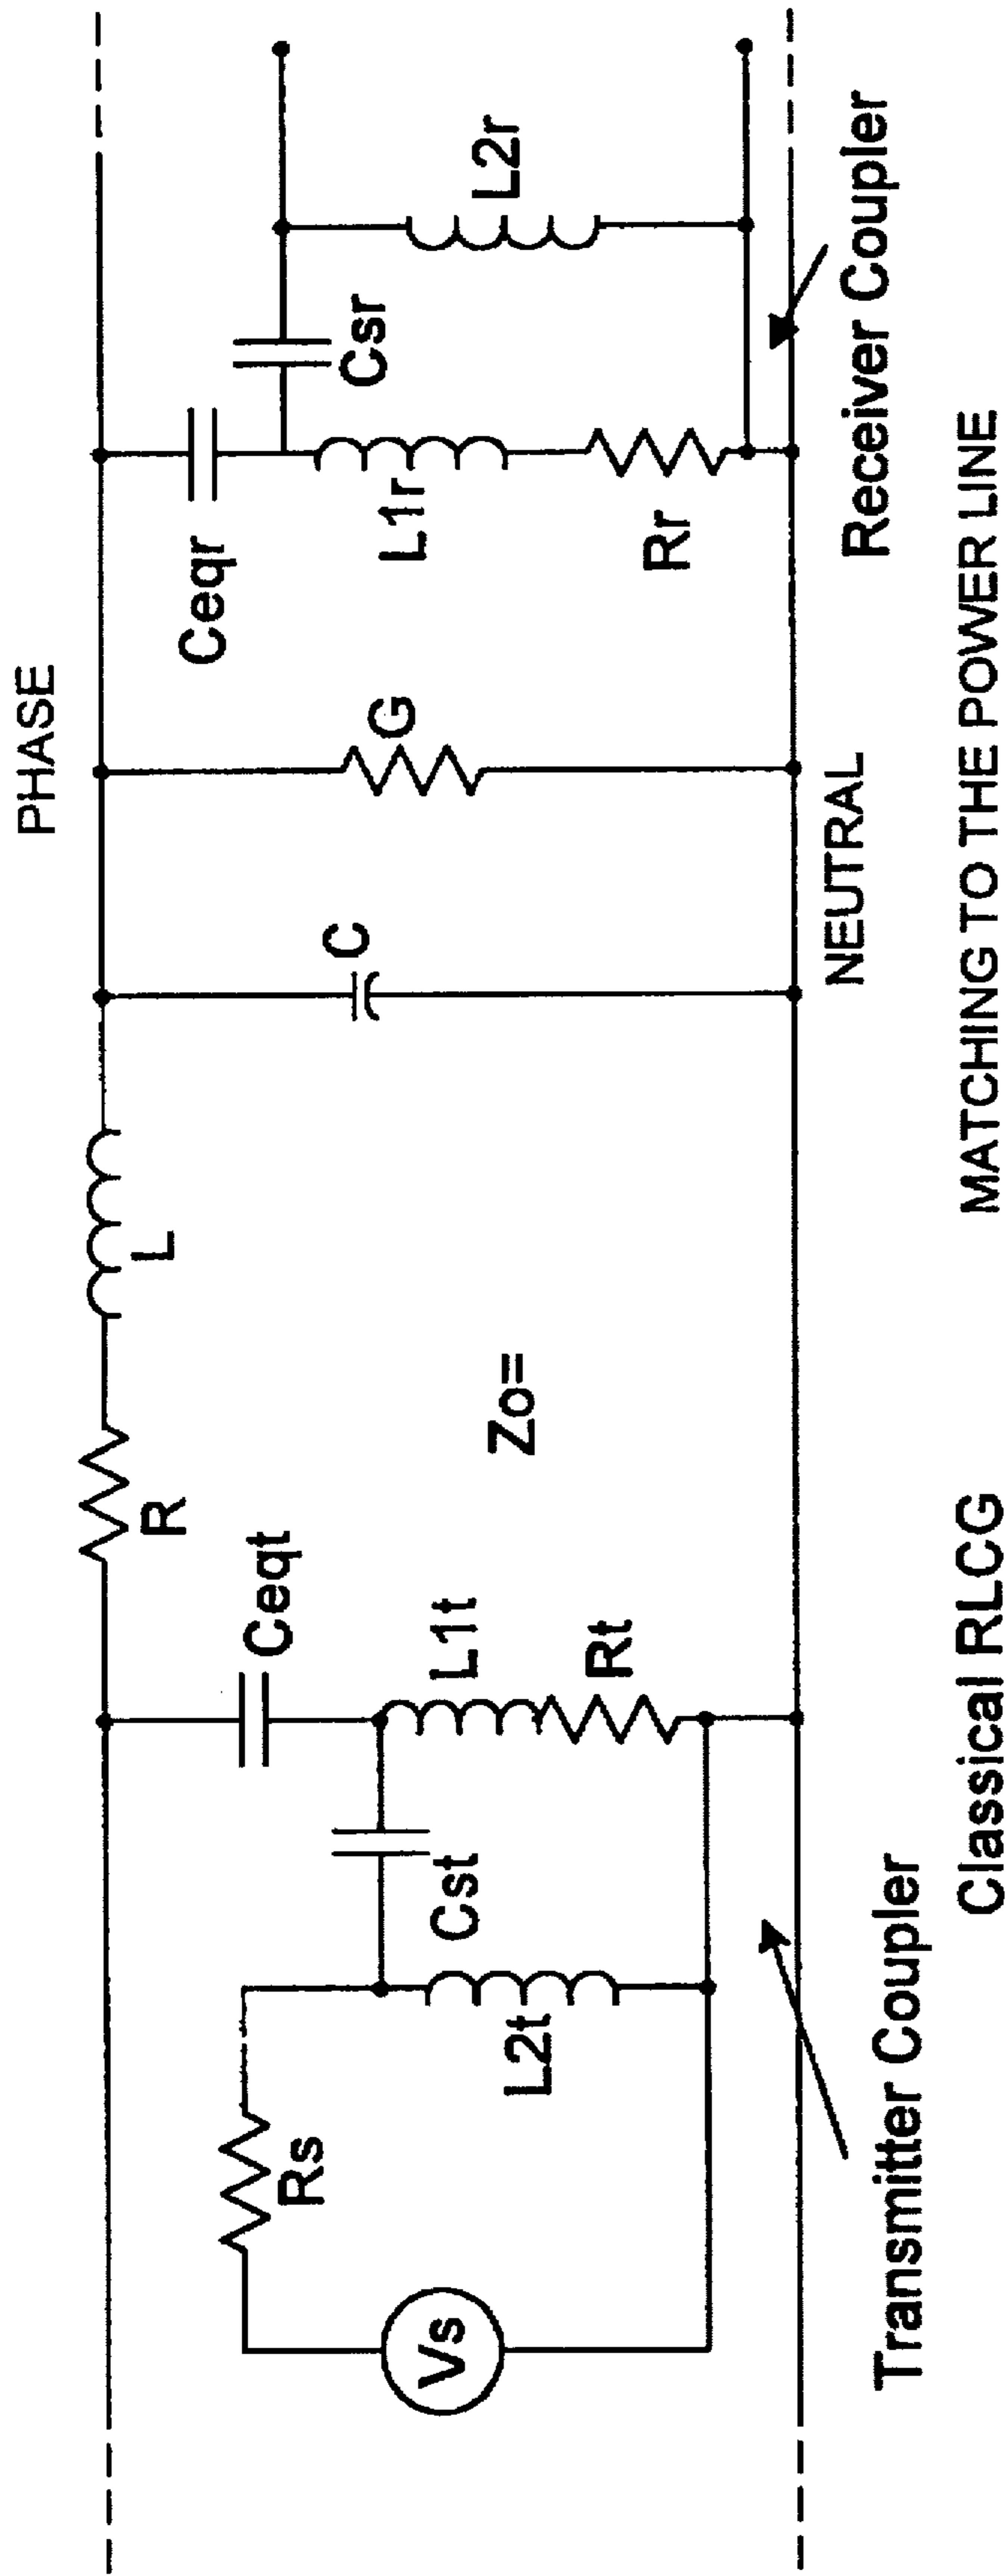 PHASE
R
L
C
G
Ceqt
Ceqr
Rs
Cst
L1t
Rt
L2t
Vs
Zo=
L1r
Rr
Csr
L2r
NEUTRAL
Transmitter Coupler
Receiver Coupler
Classical RLCG
MATCHING TO THE POWER LINE